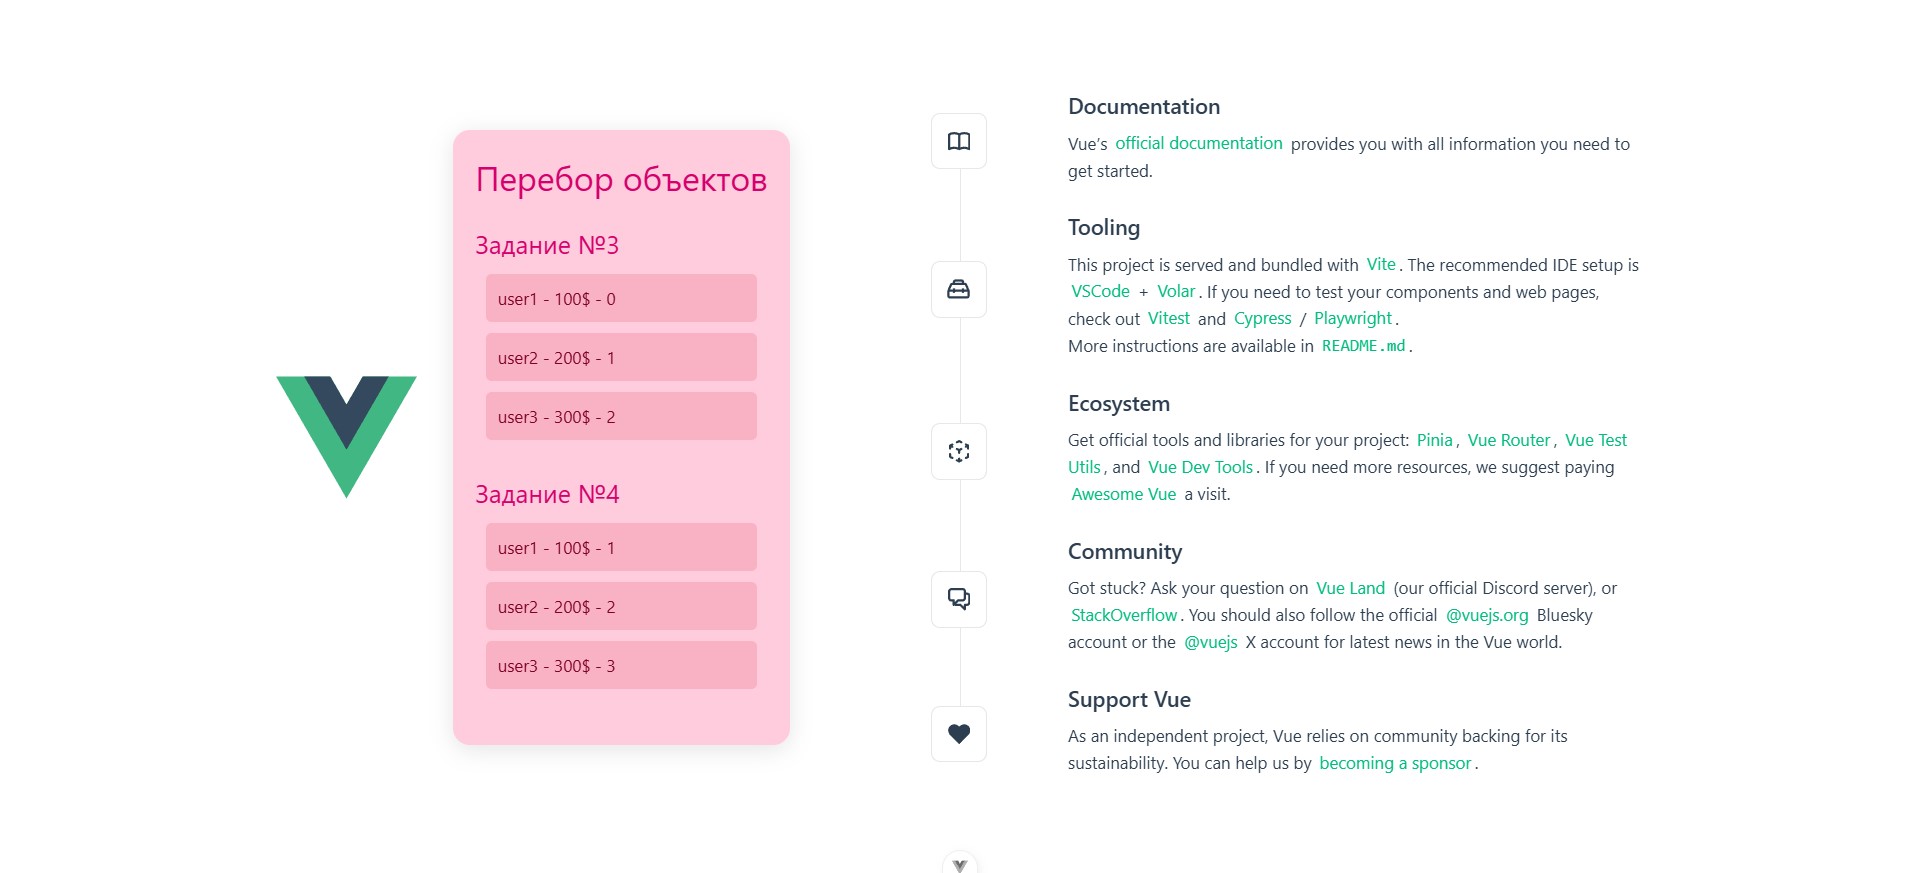 Перебор объектов
Задание №3
user1 - 100$ - 0
user2 - 200$ - 1
user3 - 300$ - 2
Задание №4
user1 - 100$ - 1
user2 - 200$ - 2
user3 - 300$ - 3
Documentation
Vue’s official documentation provides you with all information you need to
get started.
Tooling
This project is served and bundled with Vite. The recommended IDE setup is
VSCode + Volar. If you need to test your components and web pages,
check out Vitest and Cypress / Playwright.
More instructions are available in README.md.
Ecosystem
Get official tools and libraries for your project: Pinia, Vue Router, Vue Test
Utils, and Vue Dev Tools. If you need more resources, we suggest paying
Awesome Vue a visit.
Community
Got stuck? Ask your question on Vue Land (our official Discord server), or
StackOverflow. You should also follow the official @vuejs.org Bluesky
account or the @vuejs X account for latest news in the Vue world.
Support Vue
As an independent project, Vue relies on community backing for its
sustainability. You can help us by becoming a sponsor.